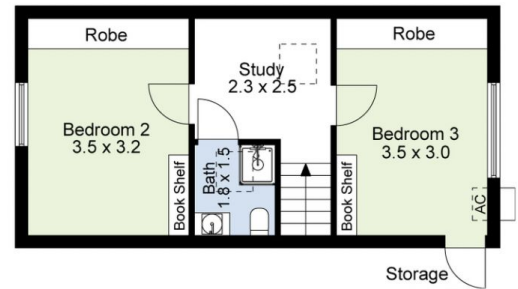 Robe
Robe
Study
2.3 x 2.5
Bedroom 2
3.5 x 3.2
Bedroom 3
3.5 x 3.0
Bath
1.8 x 1.5
Book Shelf
Book Shelf
AC
Storage